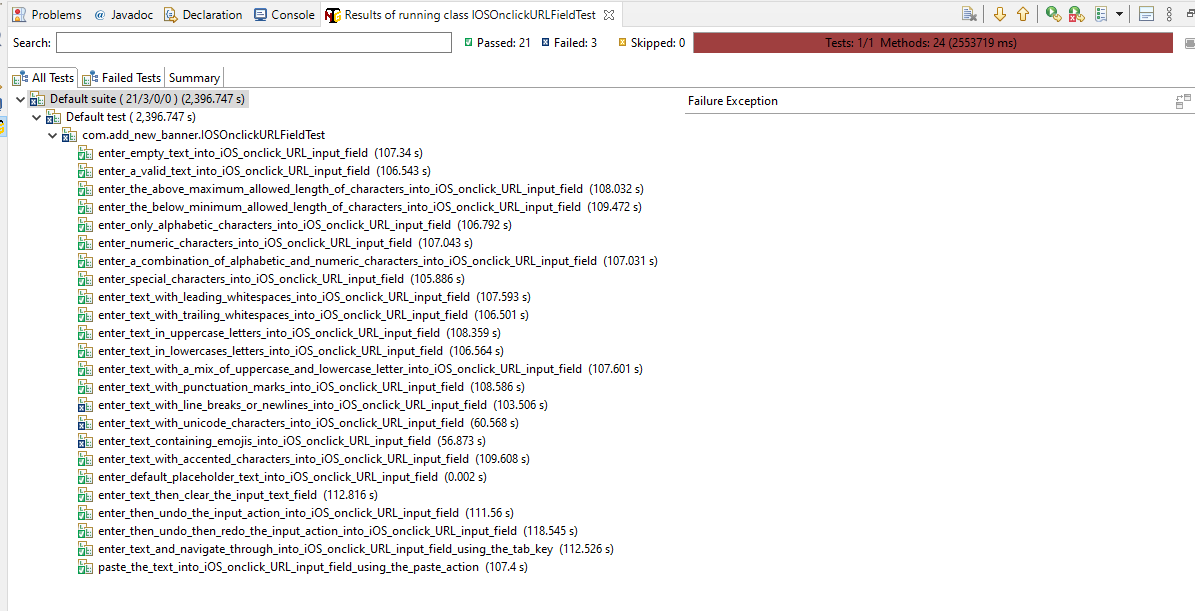 Problems @ Javadoc Declaration Console Results of running class IOSOnclickURLFieldTest
Search: Passed: 21 Failed: 3 Skipped: 0 Tests: 1/1 Methods: 24 (2553719 ms)
All Tests Failed Tests Summary
Default suite ( 21/3/0/0 ) (2,396.747 s)
Failure Exception
Default test ( 2,396.747 s)
com.add_new_banner.IOSOnclickURLFieldTest
enter_empty_text_into_iOS_onclick_URL_input_field (107.34 s)
enter_a_valid_text_into_iOS_onclick_URL_input_field (106.543 s)
enter_the_above_maximum_allowed_length_of_characters_into_iOS_onclick_URL_input_field (108.032 s)
enter_the_below_minimum_allowed_length_of_characters_into_iOS_onclick_URL_input_field (109.472 s)
enter_only_alphabetic_characters_into_iOS_onclick_URL_input_field (106.792 s)
enter_numeric_characters_into_iOS_onclick_URL_input_field (107.043 s)
enter_a_combination_of_alphabetic_and_numeric_characters_into_iOS_onclick_URL_input_field (107.031 s)
enter_special_characters_into_iOS_onclick_URL_input_field (105.886 s)
enter_text_with_leading_whitespaces_into_iOS_onclick_URL_input_field (107.593 s)
enter_text_with_trailing_whitespaces_into_iOS_onclick_URL_input_field (106.501 s)
enter_text_in_uppercase_letters_into_iOS_onclick_URL_input_field (108.359 s)
enter_text_in_lowercases_letters_into_iOS_onclick_URL_input_field (106.564 s)
enter_text_with_a_mix_of_uppercase_and_lowercase_letter_into_iOS_onclick_URL_input_field (107.601 s)
enter_text_with_punctuation_marks_into_iOS_onclick_URL_input_field (108.586 s)
enter_text_with_line_breaks_or_newlines_into_iOS_onclick_URL_input_field (103.506 s)
enter_text_with_unicode_characters_into_iOS_onclick_URL_input_field (60.568 s)
enter_text_containing_emojis_into_iOS_onclick_URL_input_field (56.873 s)
enter_text_with_accented_characters_into_iOS_onclick_URL_input_field (109.608 s)
enter_default_placeholder_text_into_iOS_onclick_URL_input_field (0.002 s)
enter_text_then_clear_the_input_text_field (112.816 s)
enter_then_undo_the_input_action_into_iOS_onclick_URL_input_field (111.56 s)
enter_then_undo_then_redo_the_input_action_into_iOS_onclick_URL_input_field (118.545 s)
enter_text_and_navigate_through_into_iOS_onclick_URL_input_field_using_the_tab_key (112.526 s)
paste_the_text_into_iOS_onclick_URL_input_field_using_the_paste_action (107.4 s)